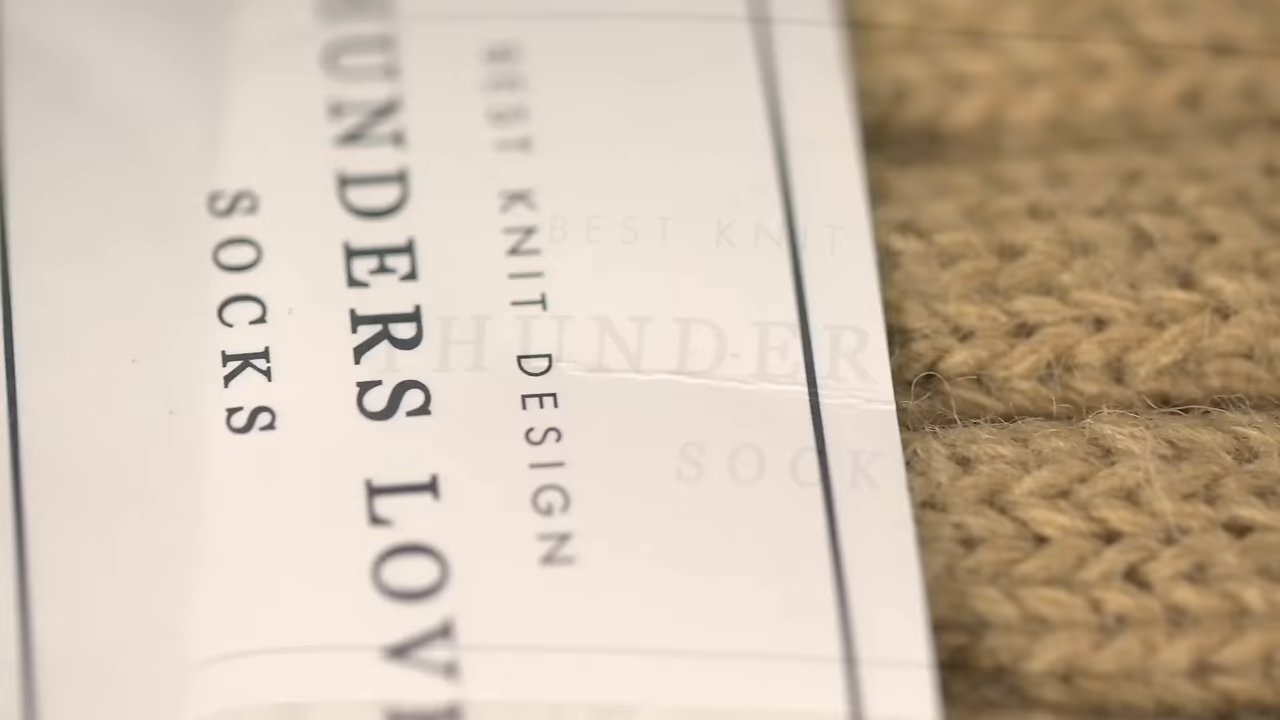 BEST KNIT DESIGN
UNDERS LOV
SOCKS
BEST KNIT
THUNDER
SOCK